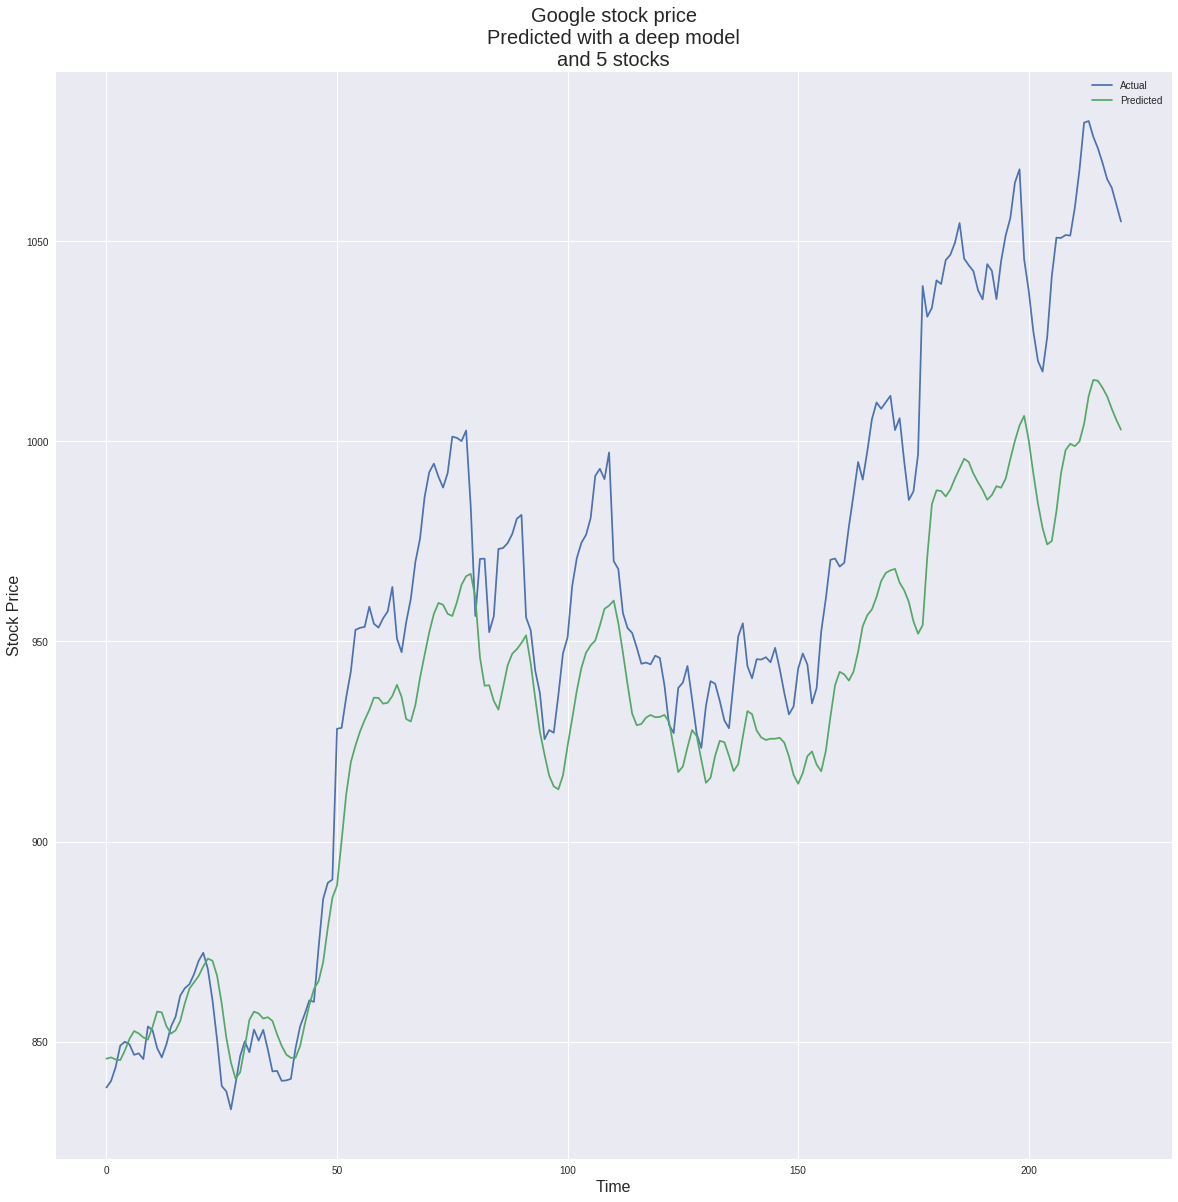 Google stock price
Predicted with a deep model
and 5 stocks
Actual
Predicted
1050
1000
950
900
850
Stock Price
0 50 100 150 200
Time